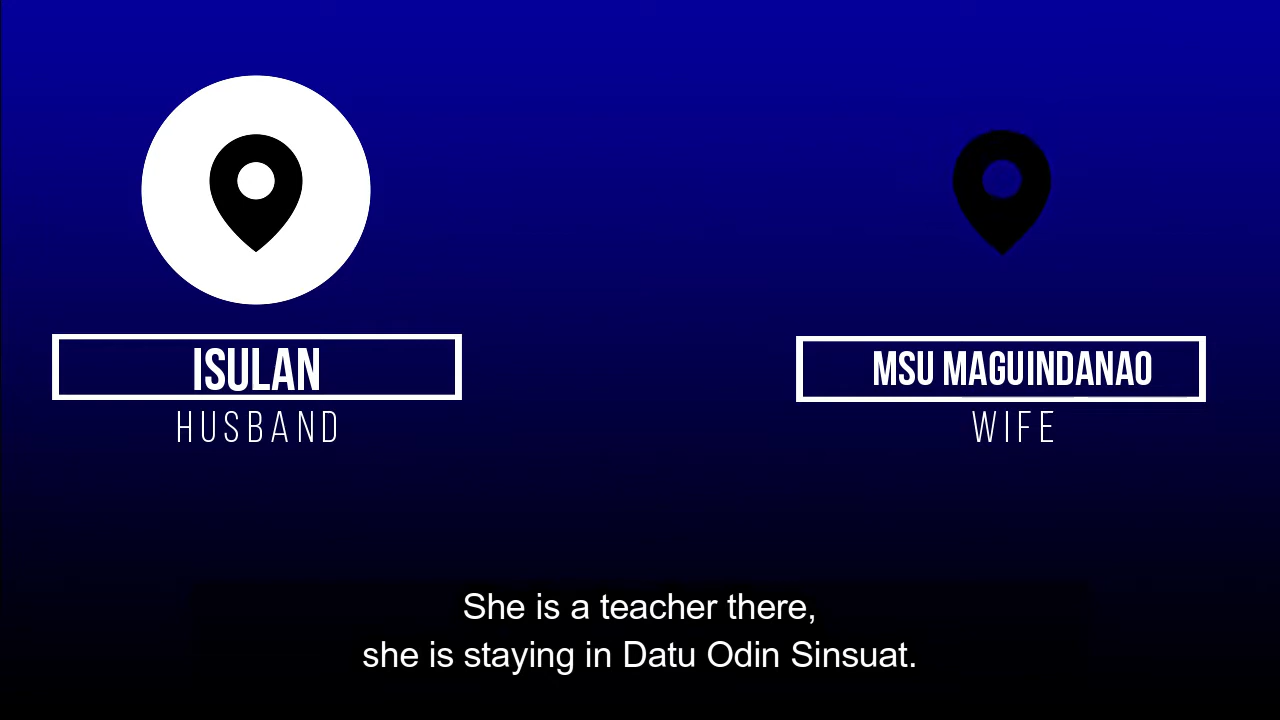 ISULAN
HUSBAND
MSU MAGUINDANAO
WIFE
She is a teacher there,
she is staying in Datu Odin Sinsuat.